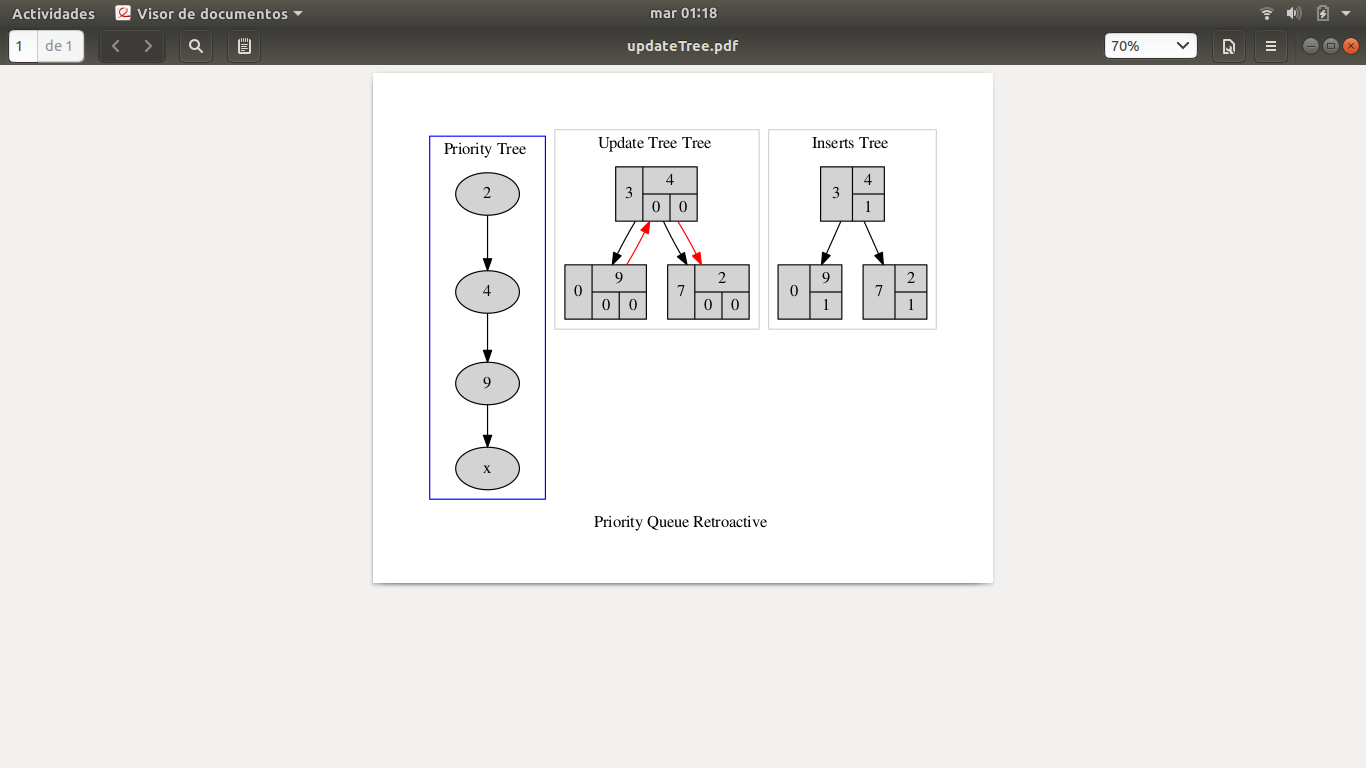 Actividades
Visor de documentos
mar 01:18
1
de 1
updateTree.pdf
70%
Priority Tree
2
4
9
x
Update Tree Tree
3
4
0 0
0
9
0 0
7
2
0 0
Inserts Tree
3
4
1
0
9
1
7
2
1
Priority Queue Retroactive